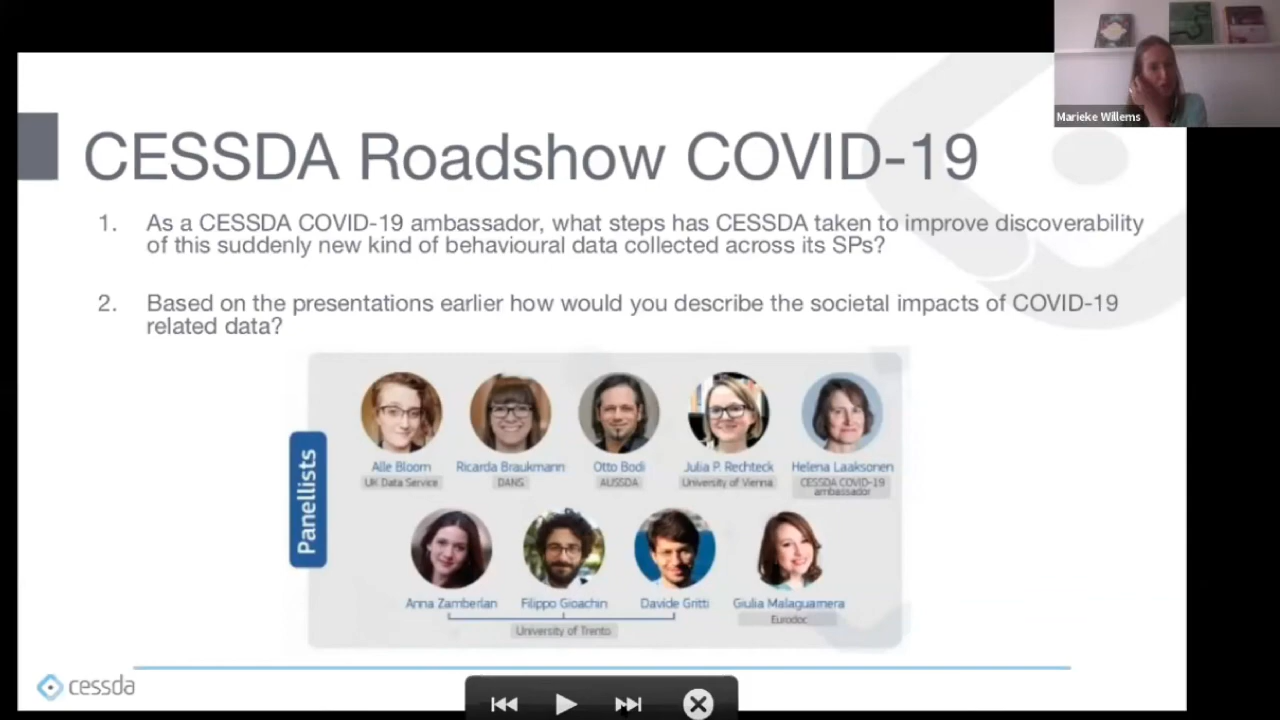 Marieke Willems
CESSDA Roadshow COVID-19
1. As a CESSDA COVID-19 ambassador, what steps has CESSDA taken to improve discoverability
of this suddenly new kind of behavioural data collected across its SPs?
2. Based on the presentations earlier how would you describe the societal impacts of COVID-19
related data?
Panellists
Alle Bloom
UK Data Service
Ricarda Braukmann
DANS
Otto Bodi
AUSSDA
Julia P. Rechteck
University of Vienna
Helena Laaksonen
CESSDA COVID-19
ambassador
Anna Zamberlan
Filippo Gioachin
Davide Gritti
University of Trento
Giulia Malaguarnera
Eurodoc
cessda